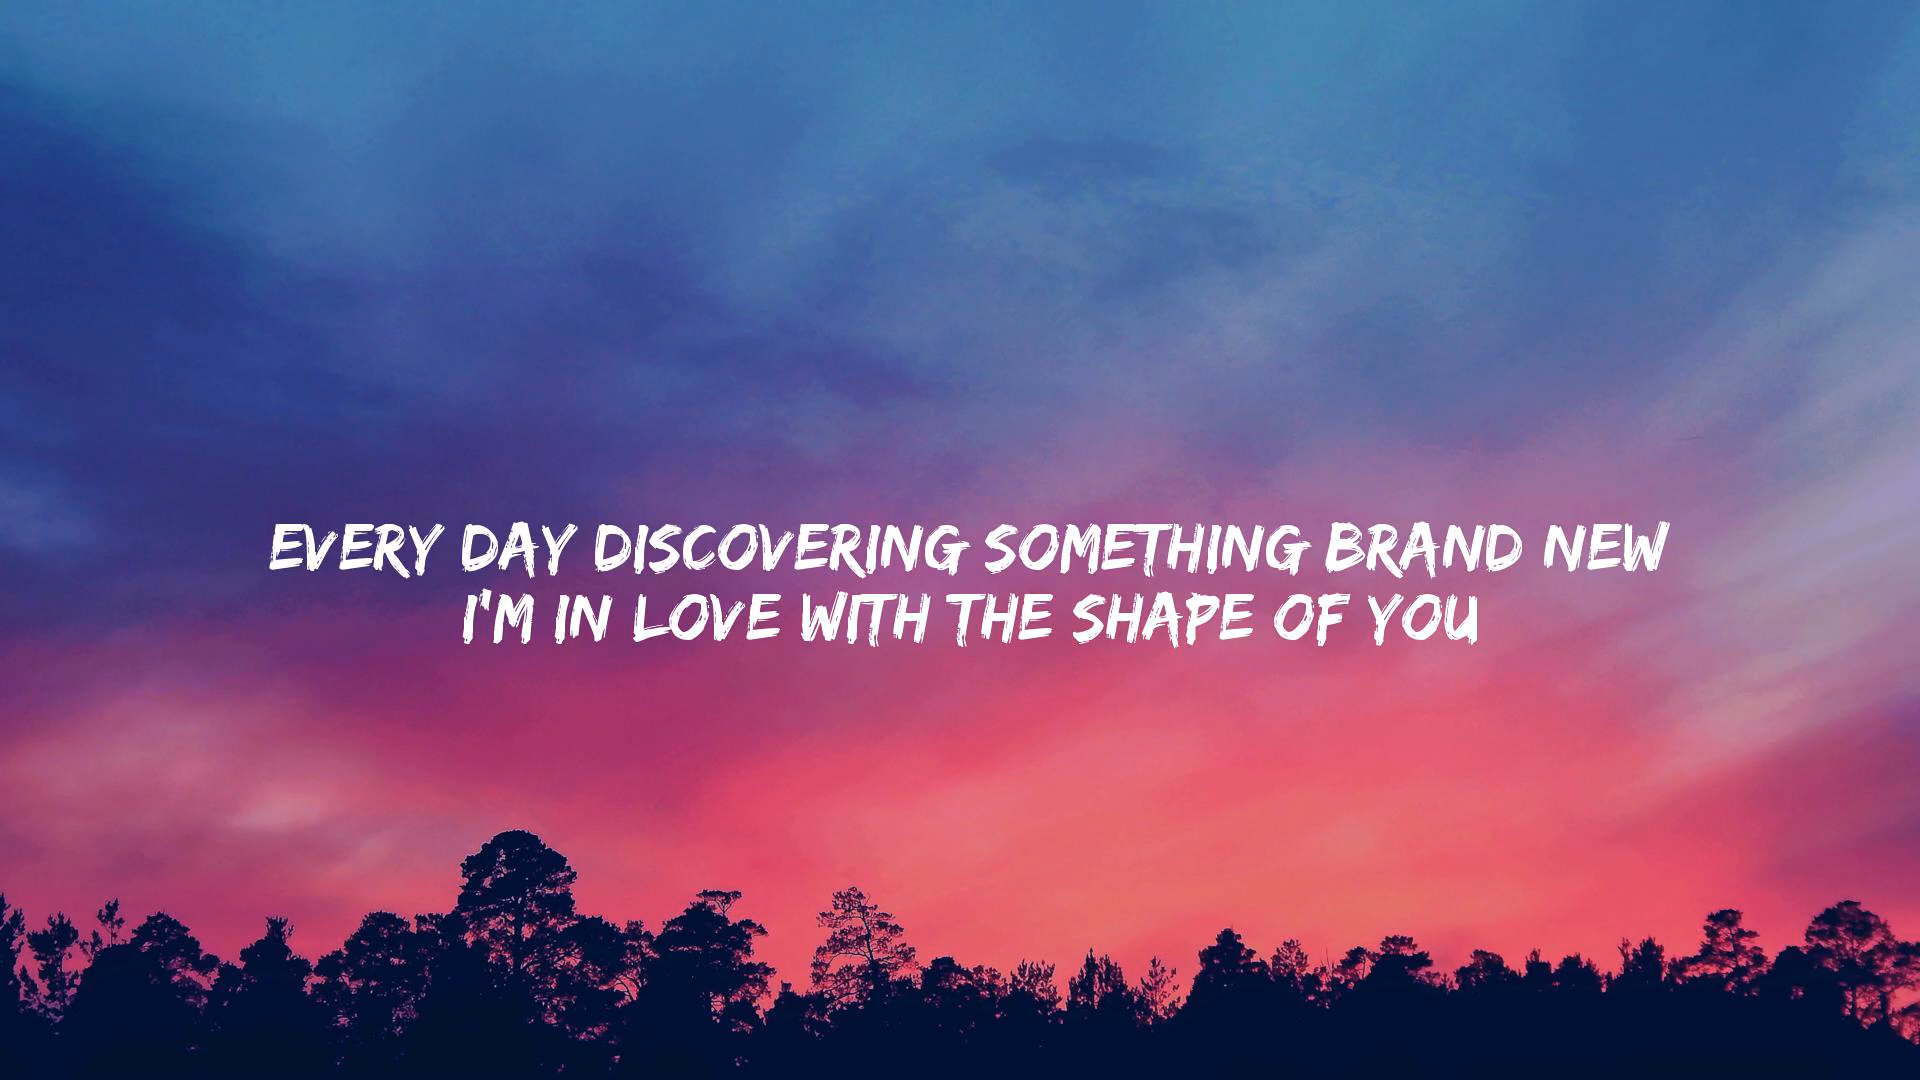 EVERY DAY DISCOVERING SOMETHING BRAND NEW
I'M IN LOVE WITH THE SHAPE OF YOU